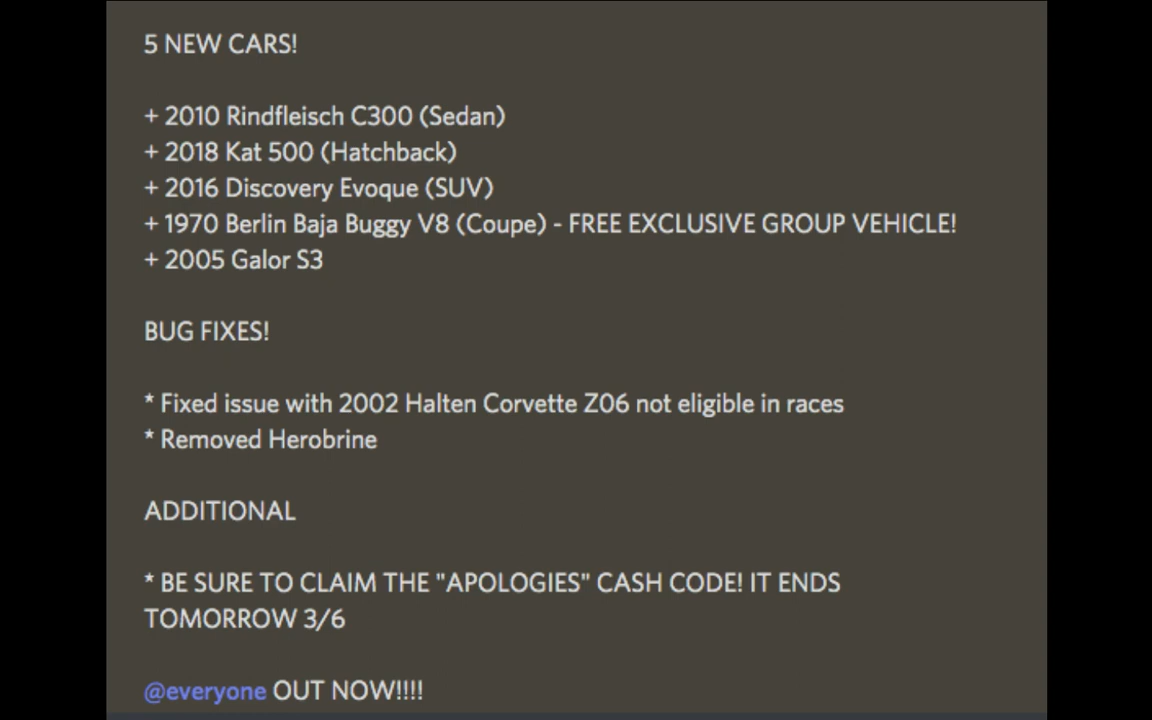 5 NEW CARS!
+ 2010 Rindfleisch C300 (Sedan)
+ 2018 Kat 500 (Hatchback)
+ 2016 Discovery Evoque (SUV)
+ 1970 Berlin Baja Buggy V8 (Coupe) - FREE EXCLUSIVE GROUP VEHICLE!
+ 2005 Galor S3
BUG FIXES!
* Fixed issue with 2002 Halten Corvette Z06 not eligible in races
* Removed Herobrine
ADDITIONAL
* BE SURE TO CLAIM THE "APOLOGIES" CASH CODE! IT ENDS
TOMORROW 3/6
@everyone OUT NOW!!!!